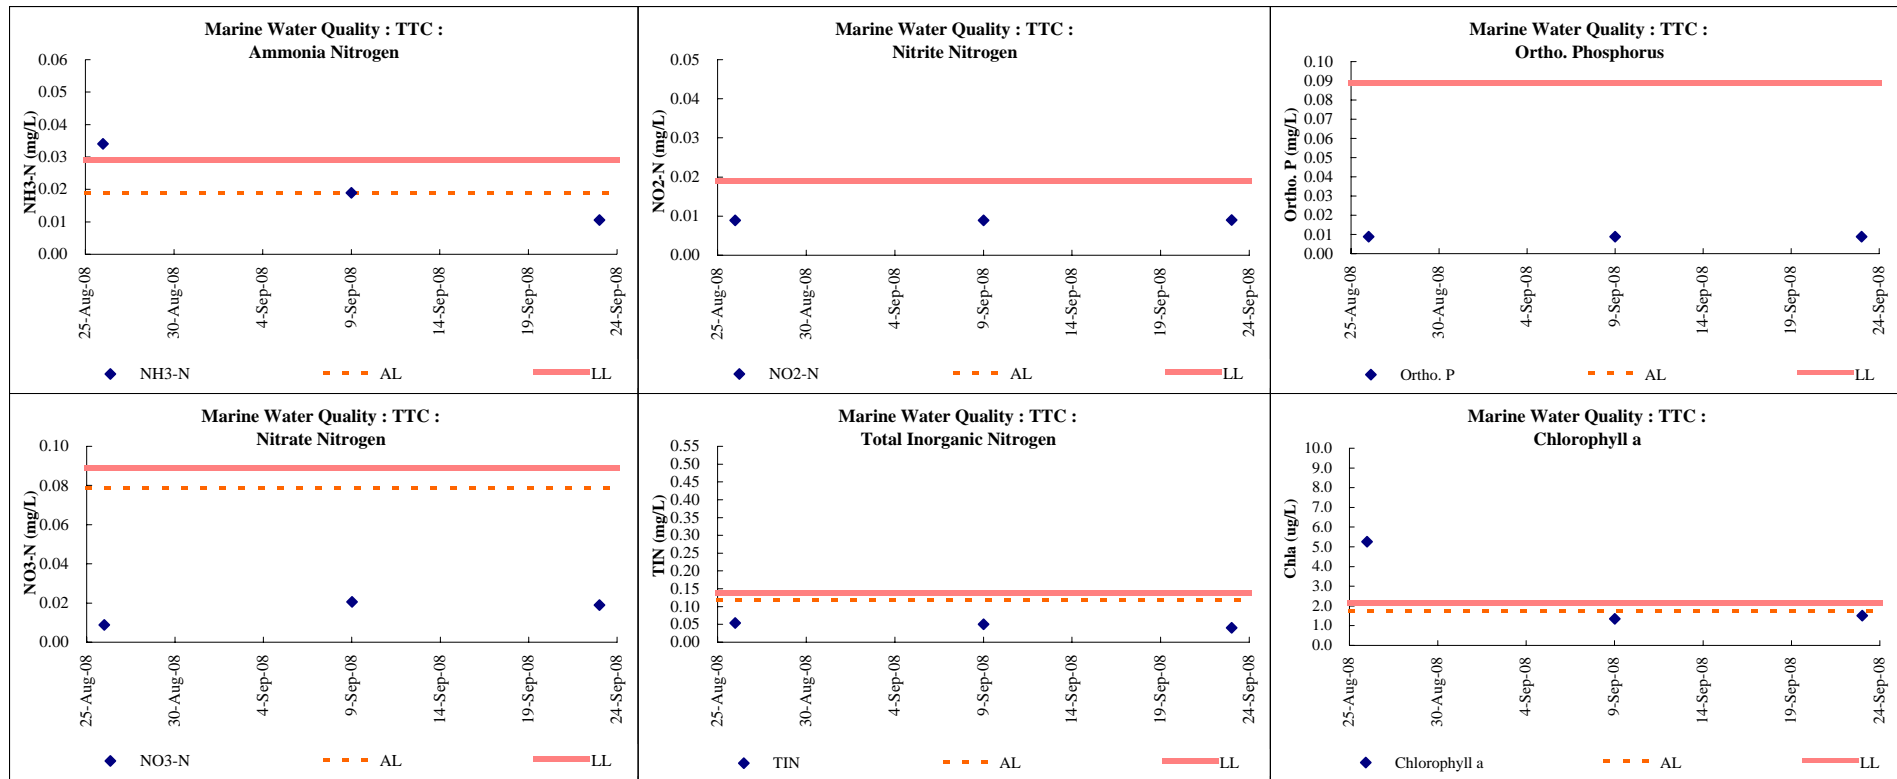 Marine Water Quality : TTC :
Ammonia Nitrogen
0.06
0.05
0.04
0.03
0.02
0.01
0.00
NH3-N (mg/L)
25-Aug-08
30-Aug-08
4-Sep-08
9-Sep-08
14-Sep-08
19-Sep-08
24-Sep-08
NH3-N AL LL
Marine Water Quality : TTC :
Nitrite Nitrogen
0.05
0.04
0.03
0.02
0.01
0.00
NO2-N (mg/L)
25-Aug-08
30-Aug-08
4-Sep-08
9-Sep-08
14-Sep-08
19-Sep-08
24-Sep-08
NO2-N AL LL
Marine Water Quality : TTC :
Ortho. Phosphorus
0.10
0.09
0.08
0.07
0.06
0.05
0.04
0.03
0.02
0.01
0.00
Ortho. P (mg/L)
25-Aug-08
30-Aug-08
4-Sep-08
9-Sep-08
14-Sep-08
19-Sep-08
24-Sep-08
Ortho. P AL LL
Marine Water Quality : TTC :
Nitrate Nitrogen
0.10
0.08
0.06
0.04
0.02
0.00
NO3-N (mg/L)
25-Aug-08
30-Aug-08
4-Sep-08
9-Sep-08
14-Sep-08
19-Sep-08
24-Sep-08
NO3-N AL LL
Marine Water Quality : TTC :
Total Inorganic Nitrogen
0.55
0.50
0.45
0.40
0.35
0.30
0.25
0.20
0.15
0.10
0.05
0.00
TIN (mg/L)
25-Aug-08
30-Aug-08
4-Sep-08
9-Sep-08
14-Sep-08
19-Sep-08
24-Sep-08
TIN AL LL
Marine Water Quality : TTC :
Chlorophyll a
10.0
9.0
8.0
7.0
6.0
5.0
4.0
3.0
2.0
1.0
0.0
Chla (ug/L)
25-Aug-08
30-Aug-08
4-Sep-08
9-Sep-08
14-Sep-08
19-Sep-08
24-Sep-08
Chlorophyll a AL LL